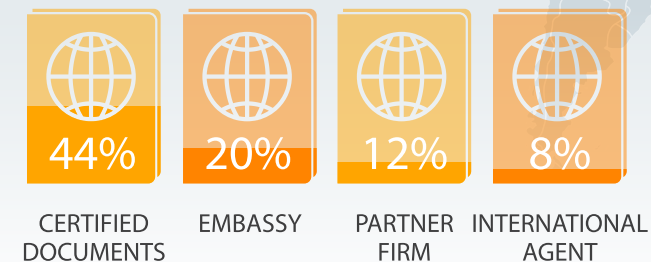 44%
20%
12%
8%
CERTIFIED
DOCUMENTS
EMBASSY
PARTNER
FIRM
INTERNATIONAL
AGENT